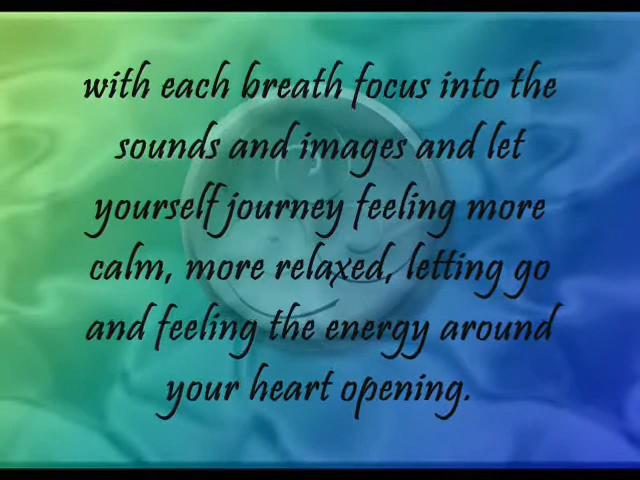 with each breath focus into the
sounds and images and let
yourself journey feeling more
calm, more relaxed, letting go
and feeling the energy around
your heart opening.